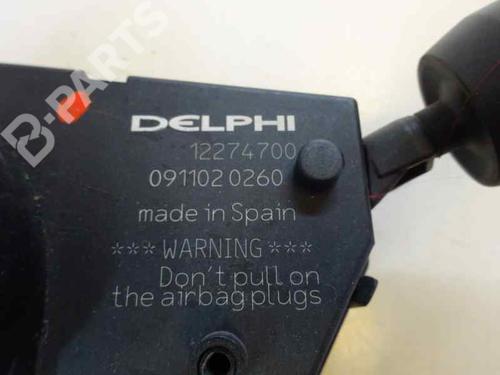 B-PARTS
DELPHI
12274700
091102 0260
made in Spain
*** WARNING ***
Don't pull on
the airbag plugs